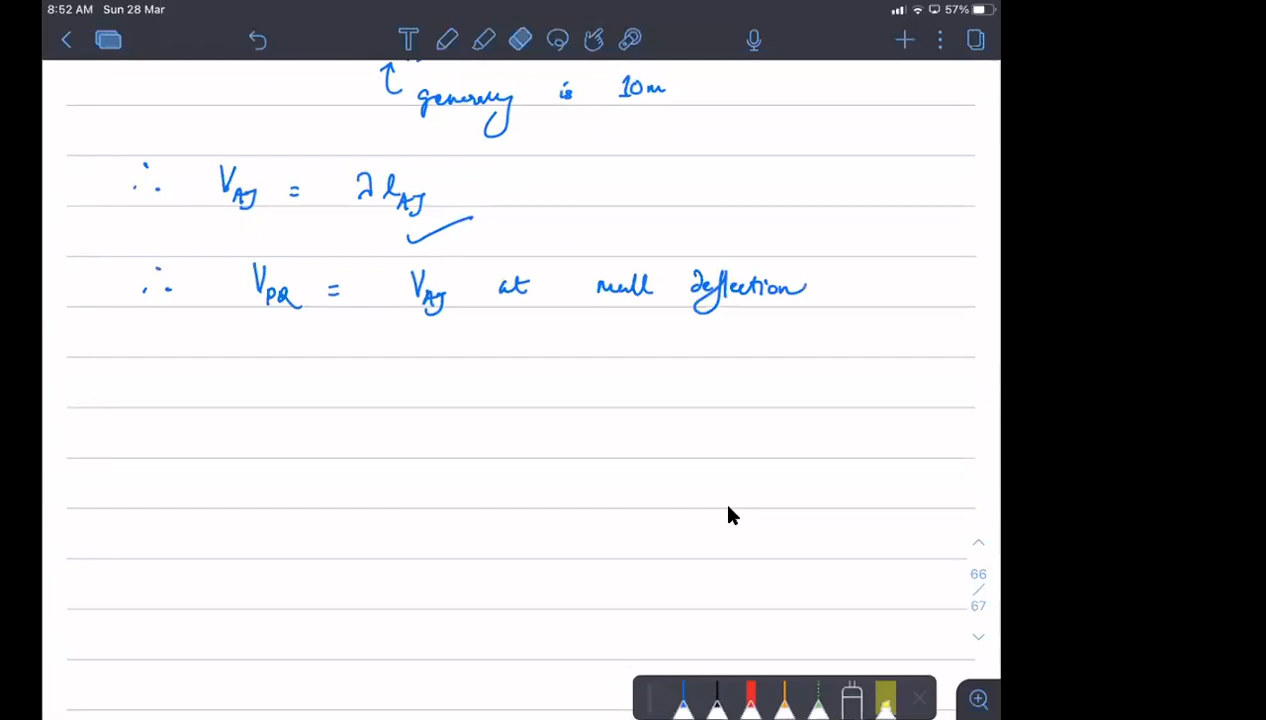 8:52 AM Sun 28 Mar
57%
T
generally is 10m
∴ V_AJ = λ l_AJ
∴ V_PQ = V_AJ at null deflection
66
67